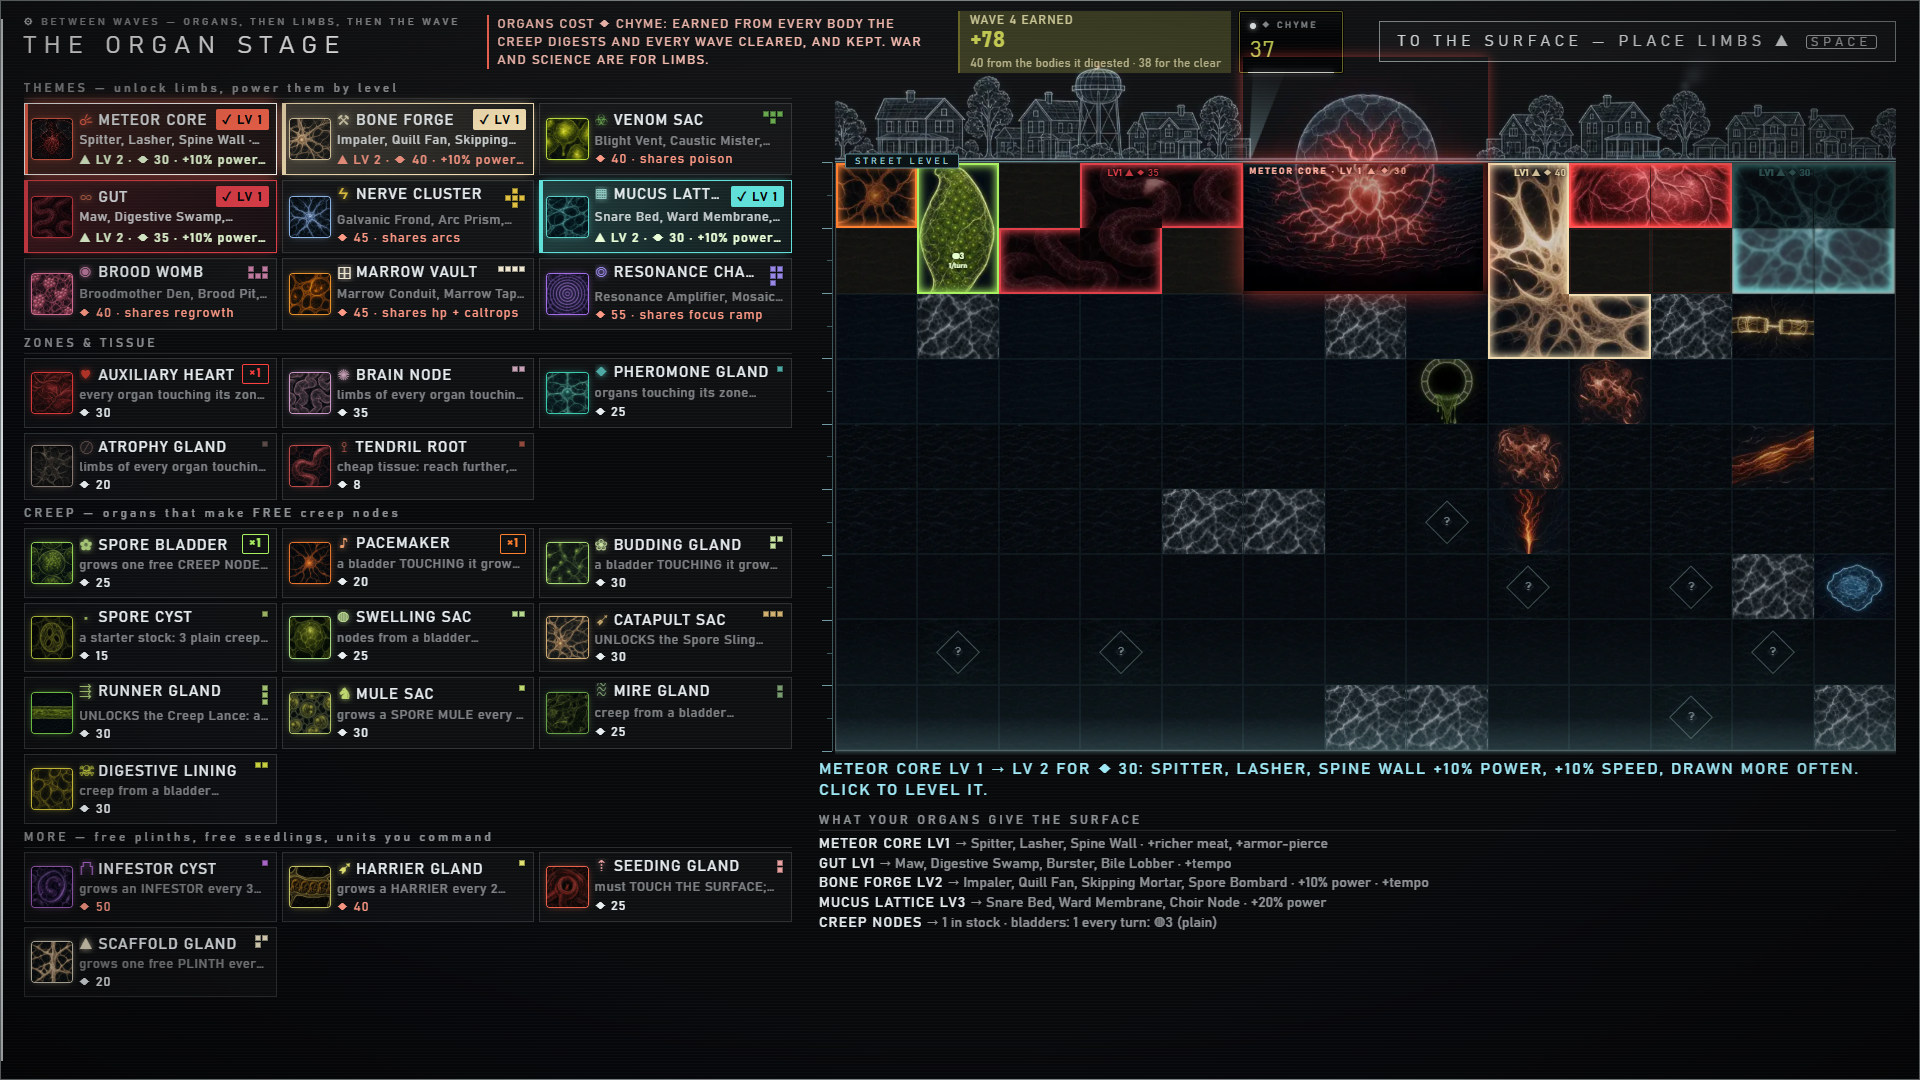 BETWEEN WAVES — ORGANS, THEN LIMBS, THEN THE WAVE
THE ORGAN STAGE
ORGANS COST ◆ CHYME: EARNED FROM EVERY BODY THE
CREEP DIGESTS AND EVERY WAVE CLEARED, AND KEPT. WAR
AND SCIENCE ARE FOR LIMBS.
WAVE 4 EARNED
+78
40 from the bodies it digested · 38 for the clear
◆ CHYME
37
TO THE SURFACE — PLACE LIMBS ▲ SPACE
THEMES — unlock limbs, power them by level
METEOR CORE ✓ LV 1
Spitter, Lasher, Spine Wall ·…
▲ LV 2 · ◆ 30 · +10% power…
BONE FORGE ✓ LV 1
Impaler, Quill Fan, Skipping…
▲ LV 2 · ◆ 40 · +10% power…
VENOM SAC
Blight Vent, Caustic Mister,…
◆ 40 · shares poison
GUT ✓ LV 1
Maw, Digestive Swamp,…
▲ LV 2 · ◆ 35 · +10% power…
NERVE CLUSTER
Galvanic Frond, Arc Prism,…
◆ 45 · shares arcs
MUCUS LATT… ✓ LV 1
Snare Bed, Ward Membrane,…
▲ LV 2 · ◆ 30 · +10% power…
BROOD WOMB
Broodmother Den, Brood Pit,…
◆ 40 · shares regrowth
MARROW VAULT
Marrow Conduit, Marrow Tap…
◆ 45 · shares hp + caltrops
RESONANCE CHA…
Resonance Amplifier, Mosaic…
◆ 55 · shares focus ramp
ZONES & TISSUE
AUXILIARY HEART ×1
every organ touching its zon…
◆ 30
BRAIN NODE
limbs of every organ touchin…
◆ 35
PHEROMONE GLAND
organs touching its zone…
◆ 25
ATROPHY GLAND
limbs of every organ touchin…
◆ 20
TENDRIL ROOT
cheap tissue: reach further,…
◆ 8
CREEP — organs that make FREE creep nodes
SPORE BLADDER ×1
grows one free CREEP NODE…
◆ 25
PACEMAKER ×1
a bladder TOUCHING it grow…
◆ 20
BUDDING GLAND
a bladder TOUCHING it grow…
◆ 30
SPORE CYST
a starter stock: 3 plain creep…
◆ 15
SWELLING SAC
nodes from a bladder…
◆ 25
CATAPULT SAC
UNLOCKS the Spore Sling…
◆ 30
RUNNER GLAND
UNLOCKS the Creep Lance: a…
◆ 30
MULE SAC
grows a SPORE MULE every …
◆ 30
MIRE GLAND
creep from a bladder…
◆ 25
DIGESTIVE LINING
creep from a bladder…
◆ 30
MORE — free plinths, free seedlings, units you command
INFESTOR CYST
grows an INFESTOR every 3…
◆ 50
HARRIER GLAND
grows a HARRIER every 2…
◆ 40
SEEDING GLAND
must TOUCH THE SURFACE;…
◆ 25
SCAFFOLD GLAND
grows one free PLINTH ever…
◆ 20
STREET LEVEL
LV1 ▲ ◆ 35
METEOR CORE · LV 1 ▲ ◆ 30
LV1 ▲ ◆ 40
LV1 ▲ ◆ 30
3
1/turn
?
?
?
?
?
?
?
METEOR CORE LV 1 → LV 2 FOR ◆ 30: SPITTER, LASHER, SPINE WALL +10% POWER, +10% SPEED, DRAWN MORE OFTEN.
CLICK TO LEVEL IT.
WHAT YOUR ORGANS GIVE THE SURFACE
METEOR CORE LV1 → Spitter, Lasher, Spine Wall · +richer meat, +armor-pierce
GUT LV1 → Maw, Digestive Swamp, Burster, Bile Lobber · +tempo
BONE FORGE LV2 → Impaler, Quill Fan, Skipping Mortar, Spore Bombard · +10% power · +tempo
MUCUS LATTICE LV3 → Snare Bed, Ward Membrane, Choir Node · +20% power
CREEP NODES → 1 in stock · bladders: 1 every turn: 3 (plain)